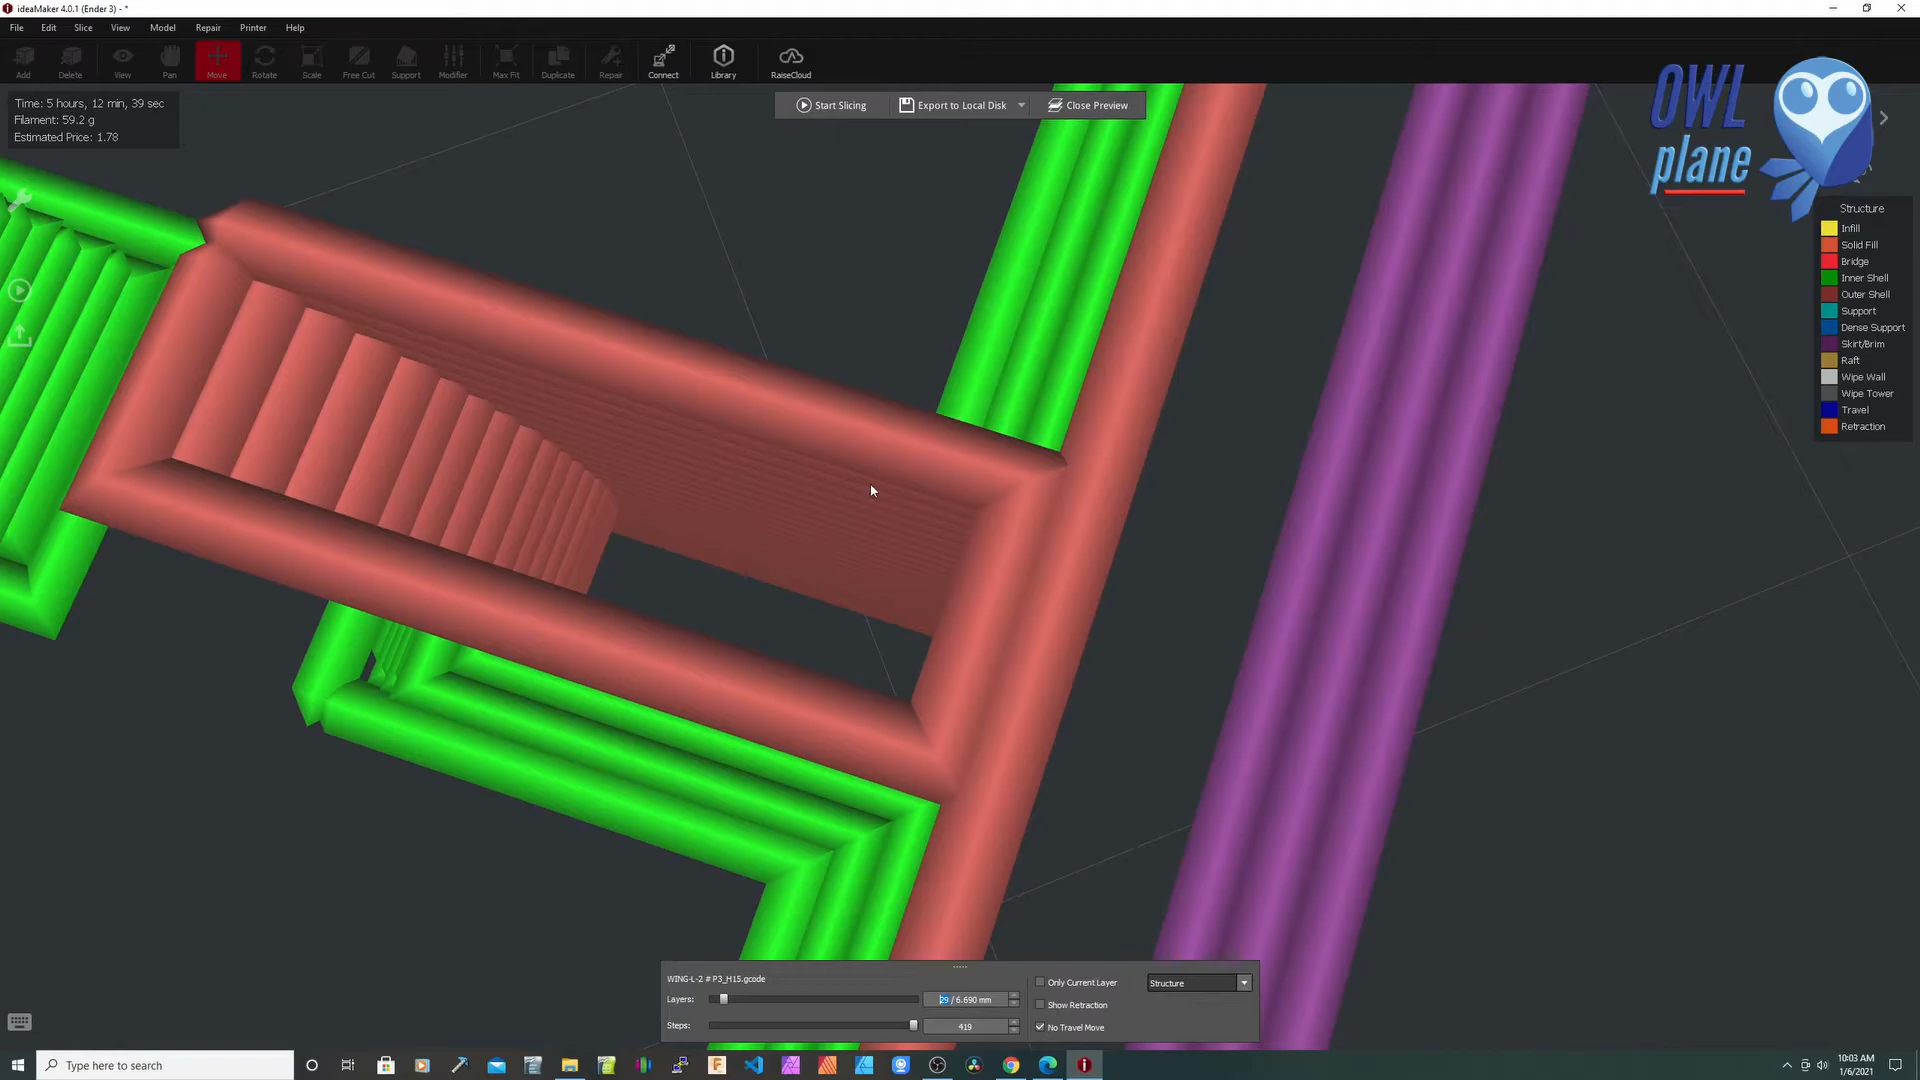 ideaMaker 4.0.1 (Ender 3) - *
File Edit Slice View Model Repair Printer Help
Add Delete View Pan Move Rotate Scale Free Cut Support Modifier Max Fit Duplicate Repair Connect Library RaiseCloud
Time: 5 hours, 12 min, 39 sec
Filament: 59.2 g
Estimated Price: 1.78
Start Slicing Export to Local Disk Close Preview
OWL
plane
Structure
Infill
Solid Fill
Bridge
Inner Shell
Outer Shell
Support
Dense Support
Skirt/Brim
Raft
Wipe Wall
Wipe Tower
Travel
Retraction
WING-L-2 # P3_H15.gcode
Layers: 29 / 6.690 mm
Steps: 419
Only Current Layer Structure
Show Retraction
No Travel Move
Type here to search
10:03 AM
1/6/2021